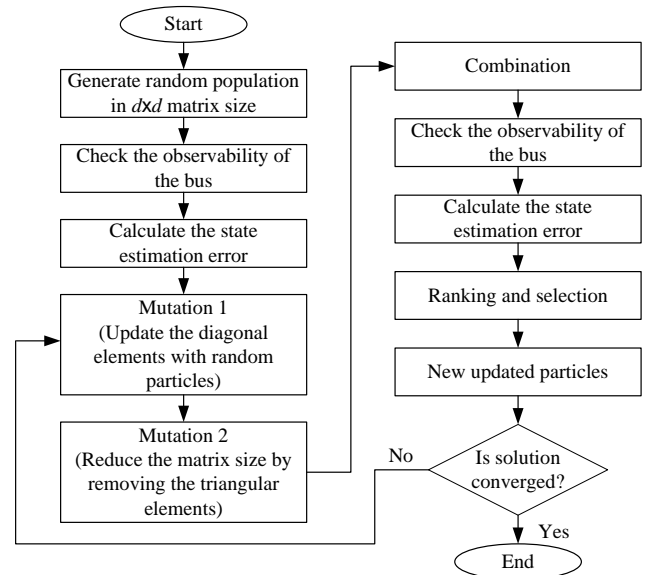 Start
Generate random population
in dxd matrix size
Check the observability of
the bus
Calculate the state
estimation error
Mutation 1
(Update the diagonal
elements with random
particles)
Mutation 2
(Reduce the matrix size by
removing the triangular
elements)
Combination
Check the observability of
the bus
Calculate the state
estimation error
Ranking and selection
New updated particles
Is solution
converged?
No
Yes
End